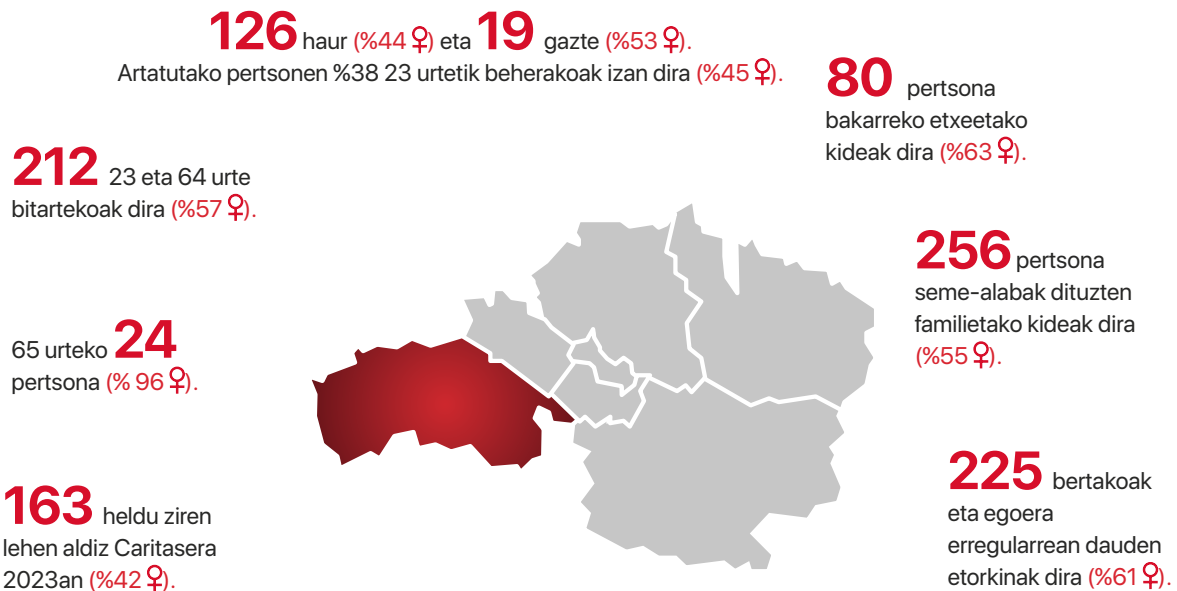 126 haur (%44 ♀) eta 19 gazte (%53 ♀).
Artatutako pertsonen %38 23 urtetik beherakoak izan dira (%45 ♀).
80 pertsona
bakarreko etxeetako
kideak dira (%63 ♀).
212 23 eta 64 urte
bitartekoak dira (%57 ♀).
256 pertsona
seme-alabak dituzten
familietako kideak dira
(%55 ♀).
65 urteko 24
pertsona (% 96 ♀).
225 bertakoak
eta egoera
erregularrean dauden
etorkinak dira (%61 ♀).
163 heldu ziren
lehen aldiz Caritasera
2023an (%42 ♀).